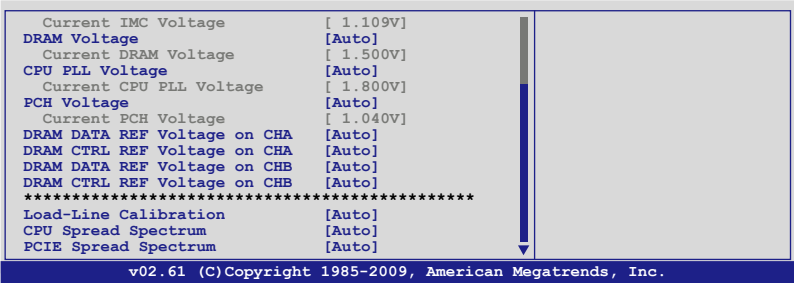 Current IMC Voltage [ 1.109V]
DRAM Voltage [Auto]
Current DRAM Voltage [ 1.500V]
CPU PLL Voltage [Auto]
Current CPU PLL Voltage [ 1.800V]
PCH Voltage [Auto]
Current PCH Voltage [ 1.040V]
DRAM DATA REF Voltage on CHA [Auto]
DRAM CTRL REF Voltage on CHA [Auto]
DRAM DATA REF Voltage on CHB [Auto]
DRAM CTRL REF Voltage on CHB [Auto]
***********************************************
Load-Line Calibration [Auto]
CPU Spread Spectrum [Auto]
PCIE Spread Spectrum [Auto]
v02.61 (C)Copyright 1985-2009, American Megatrends, Inc.